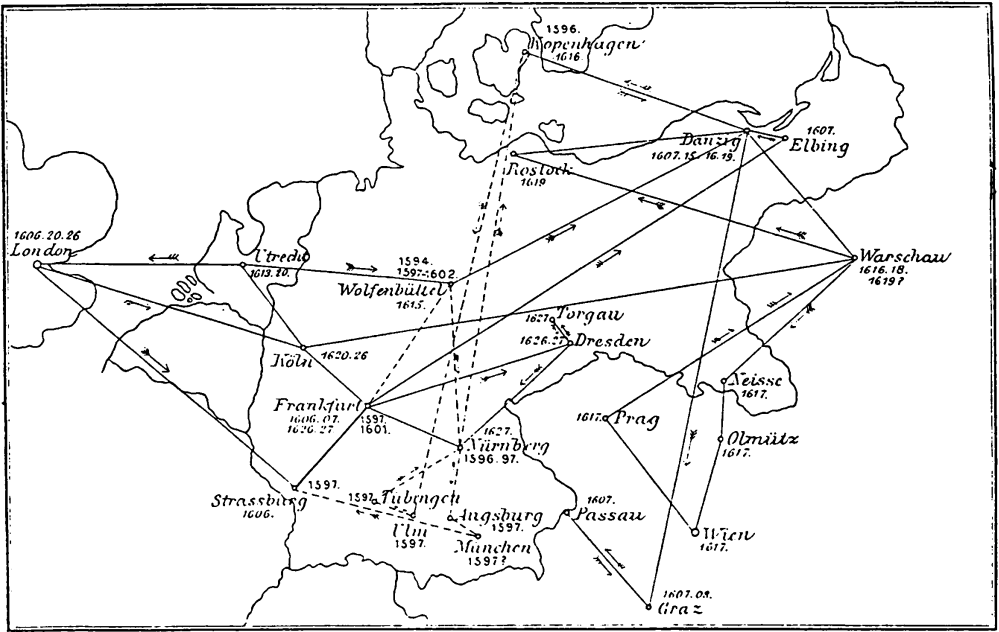 1596.
Kopenhagen
1616.
1607.
Danzig
Elbing
1607.15.16.19.
Rostock
1619
1606.20.26
London
Utrecht
1613.20.
1594.
1597-1602.
Wolfenbüttel
1615.
Warschau
1616.18.
1619?
1627.
Torgau
1626.27
Dresden
Köln
1620.26
Neisse
1617.
Frankfurt
1606.07.
1626.27
1597.
1601.
1617.
Prag
1627.
Nürnberg
1596.97.
Olmütz
1617.
1597.
Strassburg
1606.
1597.
Tübingen
Ulm
1597.
Augsburg
1597.
München
1597?
1607.
Passau
Wien
1617.
1607.08.
Graz